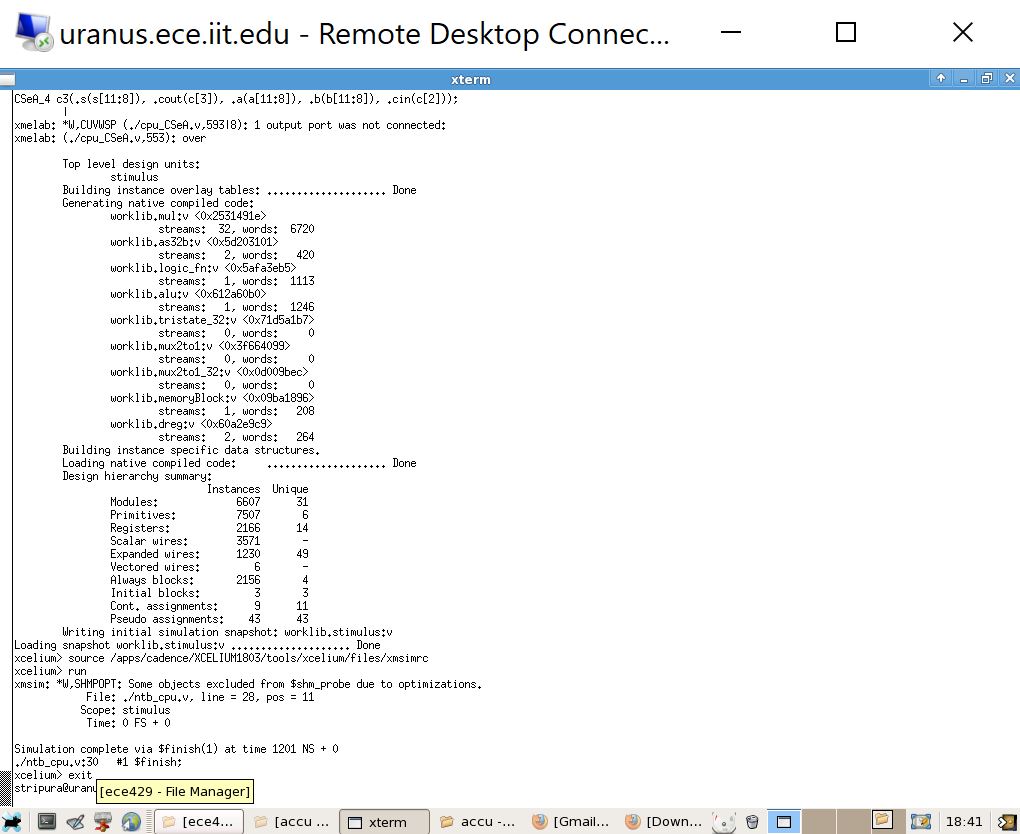 uranus.ece.iit.edu - Remote Desktop Connec...
xterm
CSeA_4 c3(.s(s[11:8]), .cout(c[3]), .a(a[11:8]), .b(b[11:8]), .cin(c[2]));
|
xmelab: *W,CUVWSP (./cpu_CSeA.v,593|8): 1 output port was not connected:
xmelab: (./cpu_CSeA.v,553): over
Top level design units:
stimulus
Building instance overlay tables: .................... Done
Generating native compiled code:
worklib.mul:v <0x2531491e>
streams: 32, words: 6720
worklib.as32b:v <0x5d203101>
streams: 2, words: 420
worklib.logic_fn:v <0x5afa3eb5>
streams: 1, words: 1113
worklib.alu:v <0x612a60b0>
streams: 1, words: 1246
worklib.tristate_32:v <0x71d5a1b7>
streams: 0, words: 0
worklib.mux2to1:v <0x3f664099>
streams: 0, words: 0
worklib.mux2to1_32:v <0x0d009bec>
streams: 0, words: 0
worklib.memoryBlock:v <0x09ba1896>
streams: 1, words: 208
worklib.dreg:v <0x60a2e9c9>
streams: 2, words: 264
Building instance specific data structures.
Loading native compiled code: .................... Done
Design hierarchy summary:
Instances Unique
Modules: 6607 31
Primitives: 7507 6
Registers: 2166 14
Scalar wires: 3571 -
Expanded wires: 1230 49
Vectored wires: 6 -
Always blocks: 2156 4
Initial blocks: 3 3
Cont. assignments: 9 11
Pseudo assignments: 43 43
Writing initial simulation snapshot: worklib.stimulus:v
Loading snapshot worklib.stimulus:v .................... Done
xcelium> source /apps/cadence/XCELIUM1803/tools/xcelium/files/xmsimrc
xcelium> run
xmsim: *W,SHMPOPT: Some objects excluded from $shm_probe due to optimizations.
File: ./ntb_cpu.v, line = 28, pos = 11
Scope: stimulus
Time: 0 FS + 0
Simulation complete via $finish(1) at time 1201 NS + 0
./ntb_cpu.v:30 #1 $finish;
xcelium> exit
stripura@uranu
[ece429 - File Manager]
[ece4...
[accu ...
xterm
accu -...
[Gmail...
[Down...
18:41